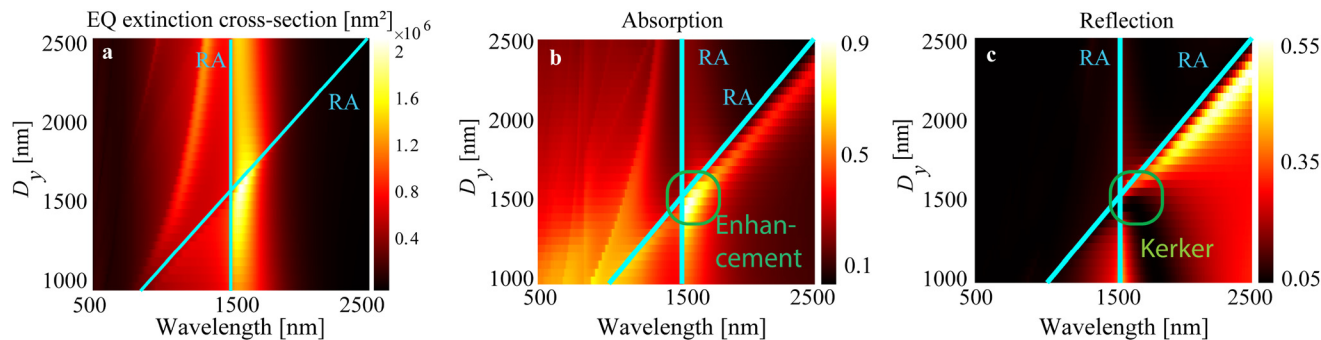 EQ extinction cross-section [nm²]
a
RA
RA
×10⁶
2
1.6
1.2
0.8
0.4
2500
2000
1500
1000
D_y [nm]
500
1500
2500
Wavelength [nm]
Absorption
b
RA
RA
Enhan-
cement
0.9
0.5
0.1
2500
2000
1500
1000
D_y [nm]
500
1500
2500
Wavelength [nm]
Reflection
c
RA
RA
Kerker
0.55
0.35
0.05
2500
2000
1500
1000
D_y [nm]
500
1500
2500
Wavelength [nm]